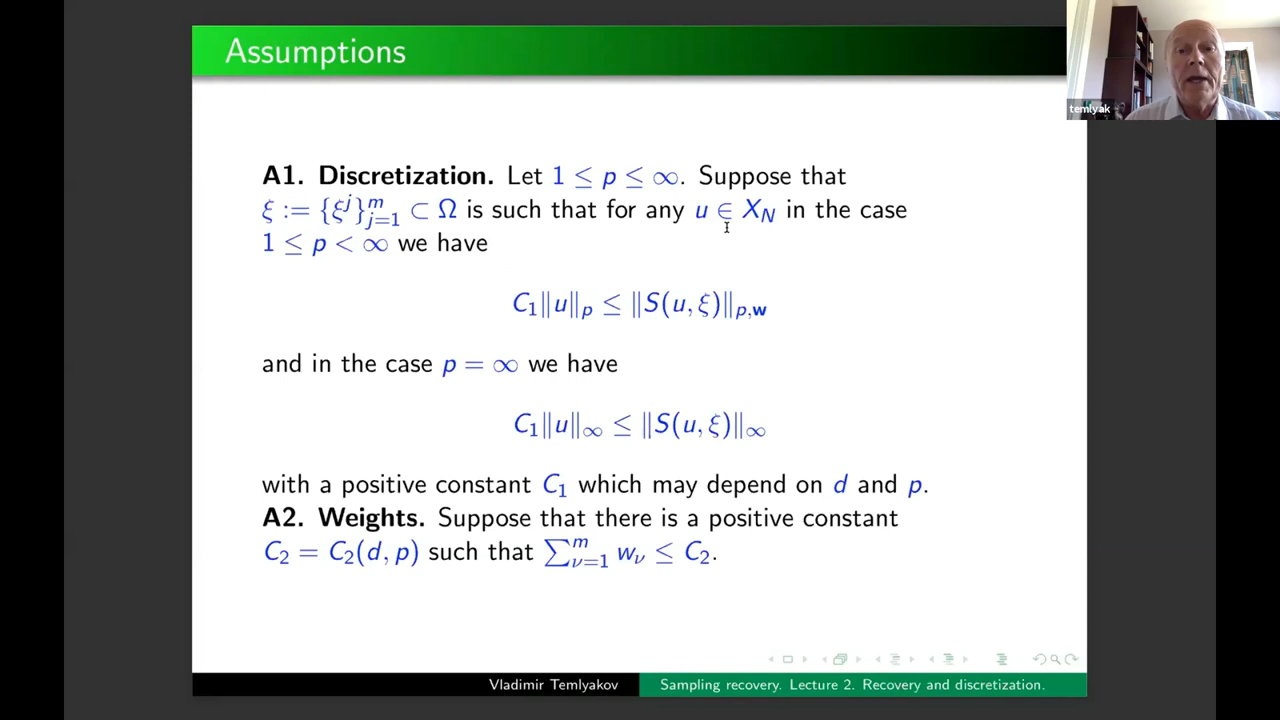 Assumptions
temlyak
A1. Discretization. Let 1 ≤ p ≤ ∞. Suppose that
ξ := {ξ^j}_{j=1}^m ⊂ Ω is such that for any u ∈ X_N in the case
1 ≤ p < ∞ we have
C_1‖u‖_p ≤ ‖S(u, ξ)‖_{p,w}
and in the case p = ∞ we have
C_1‖u‖_∞ ≤ ‖S(u, ξ)‖_∞
with a positive constant C_1 which may depend on d and p.
A2. Weights. Suppose that there is a positive constant
C_2 = C_2(d, p) such that ∑_{ν=1}^m w_ν ≤ C_2.
Vladimir Temlyakov
Sampling recovery. Lecture 2. Recovery and discretization.